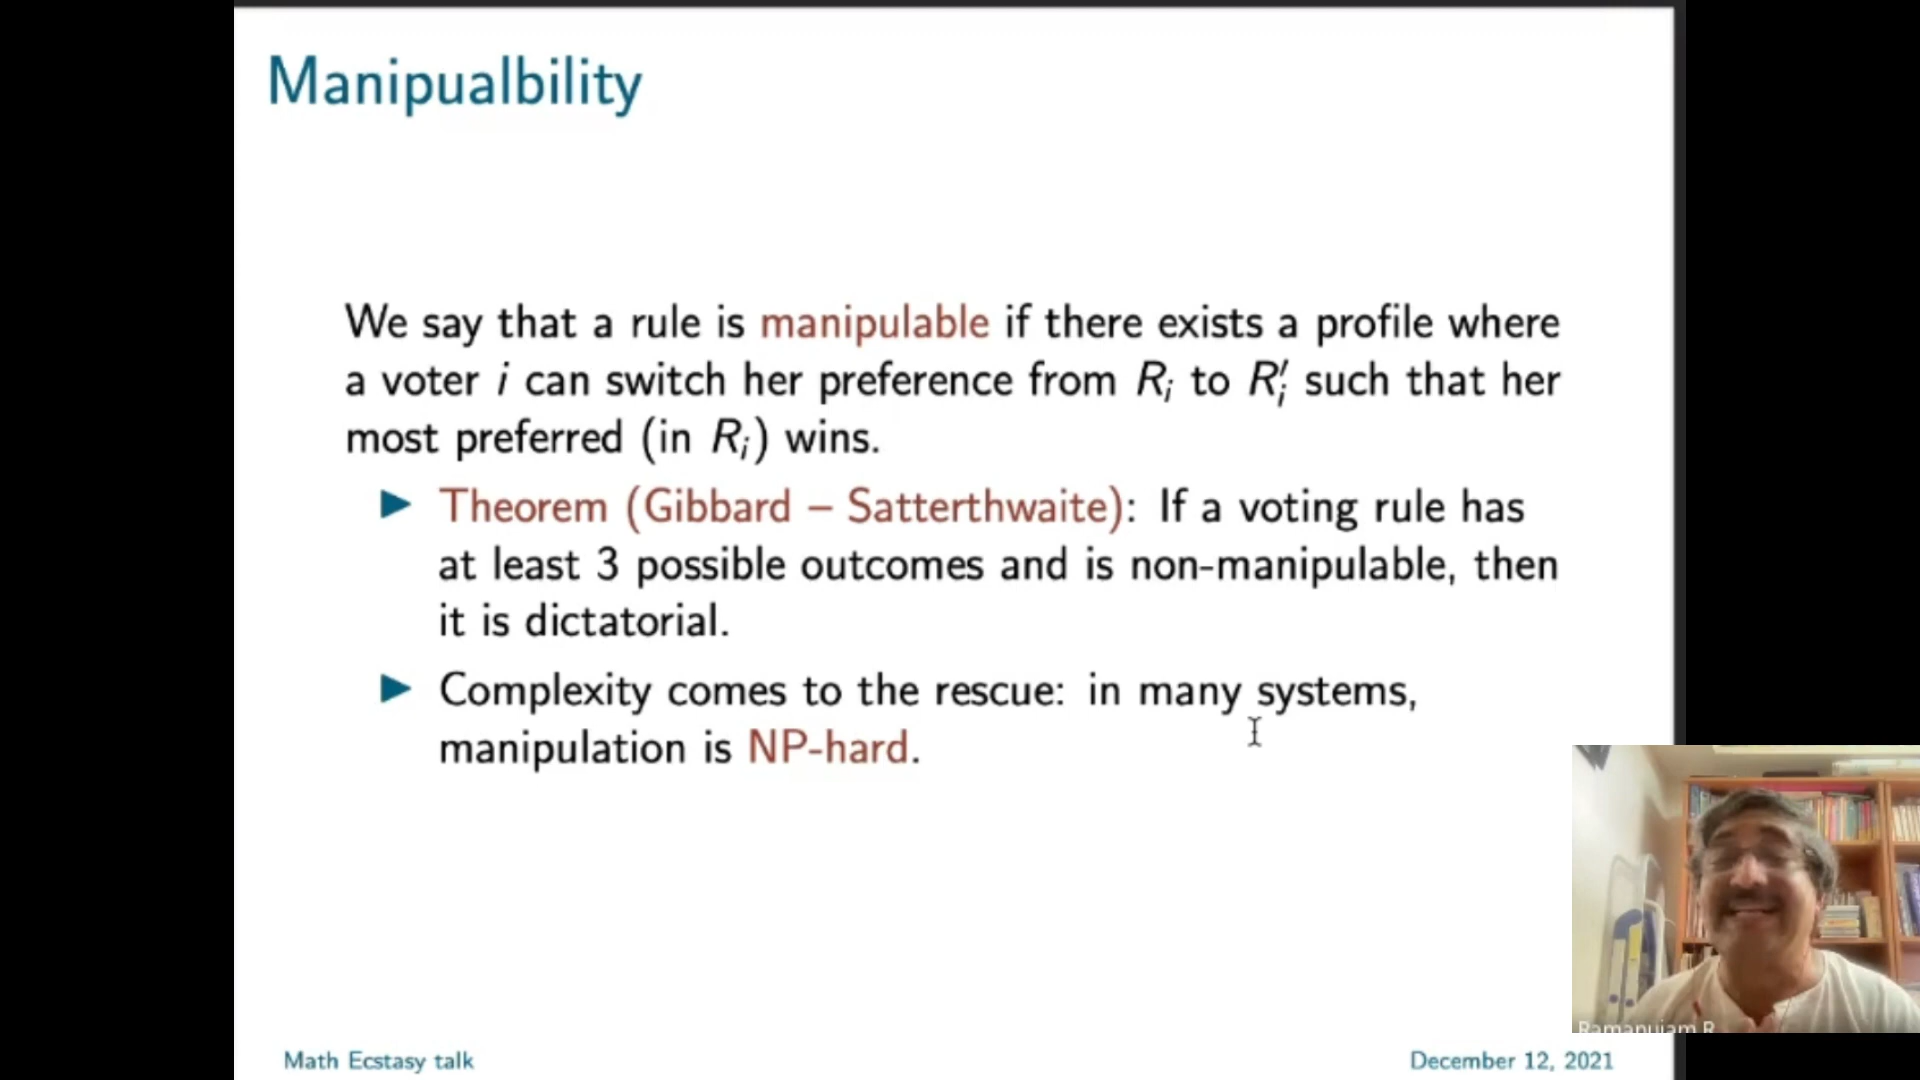 Manipualbility
We say that a rule is manipulable if there exists a profile where
a voter i can switch her preference from Rᵢ to R′ᵢ such that her
most preferred (in Rᵢ) wins.
▶ Theorem (Gibbard – Satterthwaite): If a voting rule has
at least 3 possible outcomes and is non-manipulable, then
it is dictatorial.
▶ Complexity comes to the rescue: in many systems,
manipulation is NP-hard.
Ramanujam R
Math Ecstasy talk
December 12, 2021